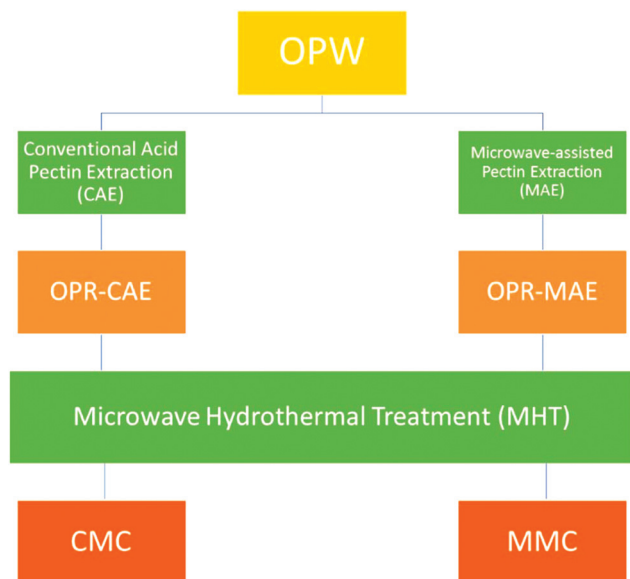 OPW
Conventional Acid
Pectin Extraction
(CAE)
Microwave-assisted
Pectin Extraction
(MAE)
OPR-CAE
OPR-MAE
Microwave Hydrothermal Treatment (MHT)
CMC
MMC